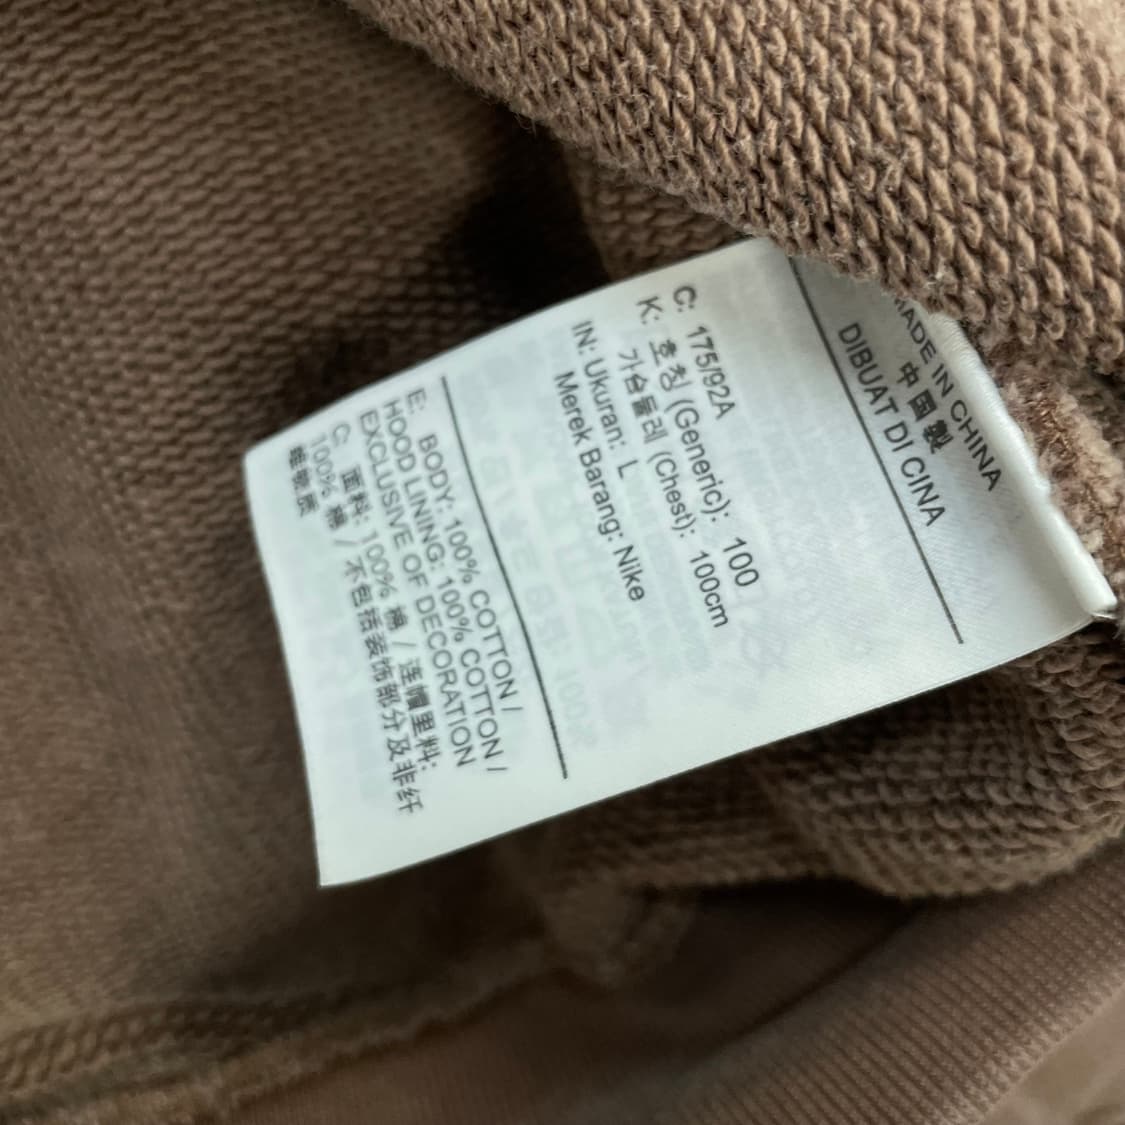 MADE IN CHINA
中国製
DIBUAT DI CINA
C: 175/92A
K: 호칭 (Generic): 100
가슴둘레 (Chest): 100cm
IN: Ukuran: L
Merek Barang: Nike
E: BODY: 100% COTTON /
HOOD LINING: 100% COTTON /
EXCLUSIVE OF DECORATION
C: 面料: 100% 棉 / 连帽里料:
100% 棉 / 不包括装饰部分及非纤
维物质